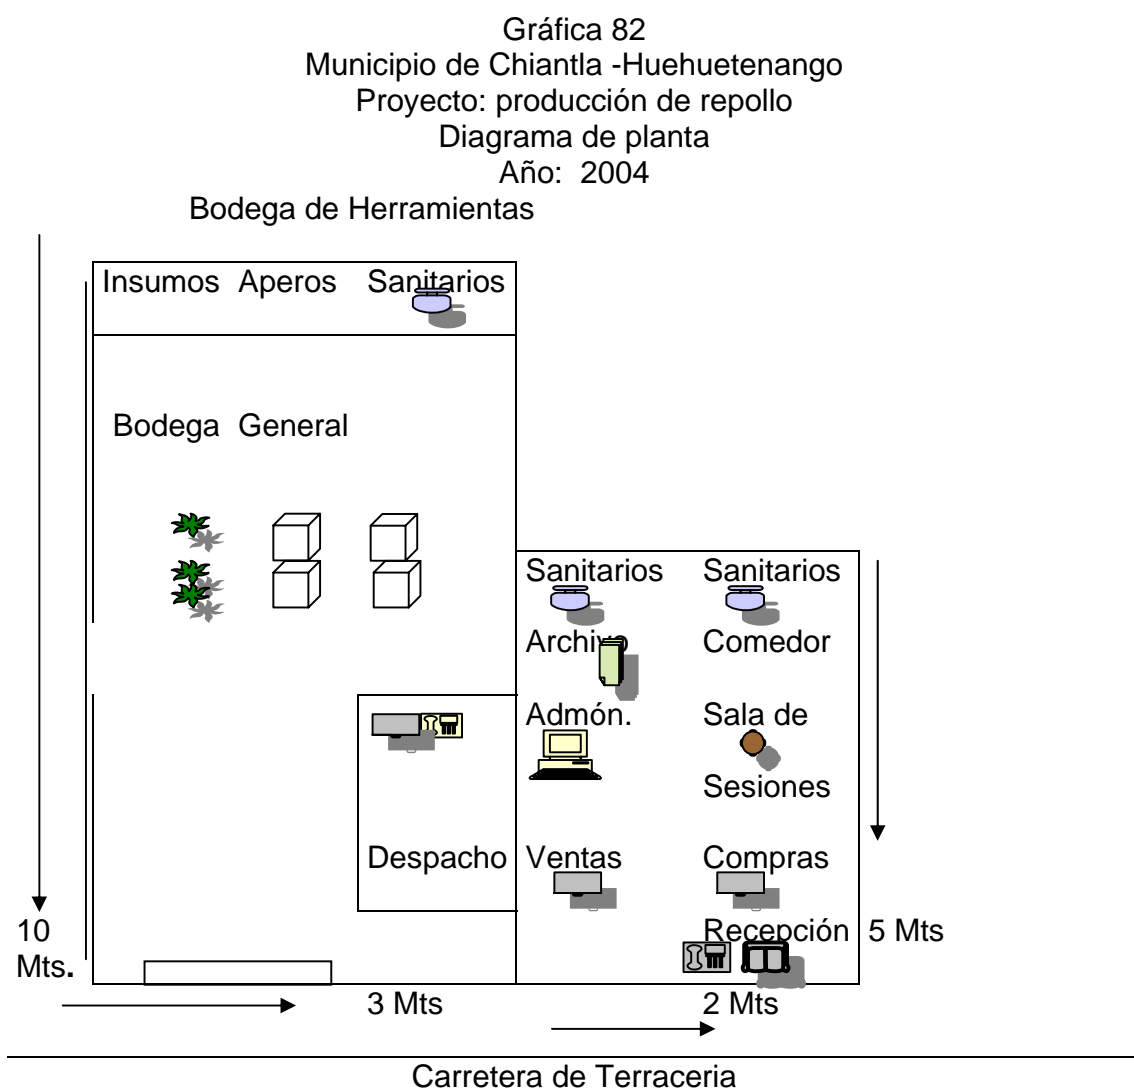 Gráfica 82
Municipio de Chiantla -Huehuetenango
Proyecto: producción de repollo
Diagrama de planta
Año:  2004
Bodega de Herramientas
Insumos  Aperos  Sanitarios
Bodega  General
Sanitarios  Sanitarios
Archivo  Comedor
Admón.  Sala de
Sesiones
Despacho  Ventas  Compras
10  Recepción  5 Mts
Mts.
3 Mts  2 Mts
Carretera de Terraceria